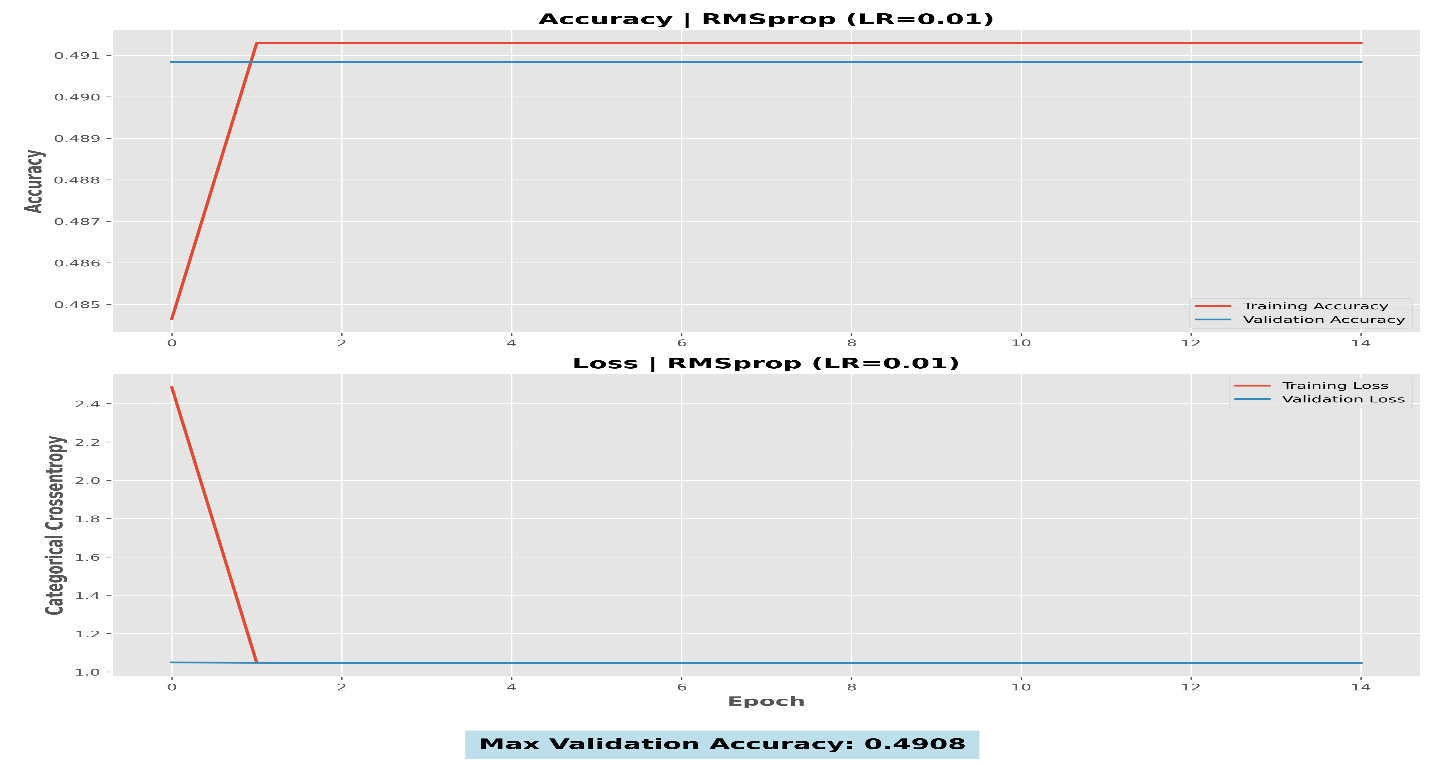 Accuracy | RMSprop (LR=0.01)
0.491
0.490
0.489
0.488
0.487
0.486
0.485
Accuracy
Training Accuracy
Validation Accuracy
0 2 4 6 8 10 12 14
Loss | RMSprop (LR=0.01)
Training Loss
Validation Loss
2.4
2.2
2.0
1.8
1.6
1.4
1.2
1.0
Categorical Crossentropy
0 2 4 6 8 10 12 14
Epoch
Max Validation Accuracy: 0.4908